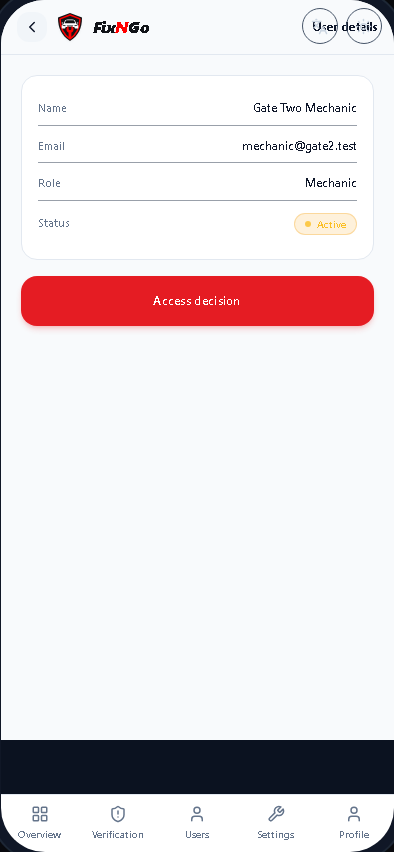 FixNGo
User details
Name
Gate Two Mechanic
Email
mechanic@gate2.test
Role
Mechanic
Status
Active
Access decision
Overview
Verification
Users
Settings
Profile